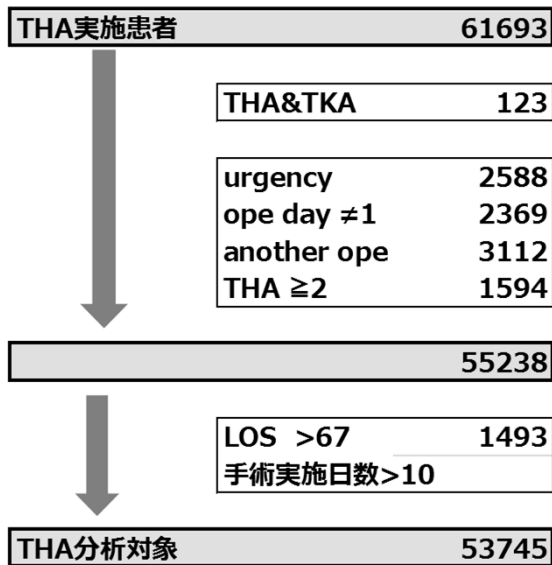 THA実施患者 61693
THA&TKA 123
urgency 2588
ope day ≠1 2369
another ope 3112
THA ≧2 1594
55238
LOS >67 1493
手術実施日数>10
THA分析対象 53745